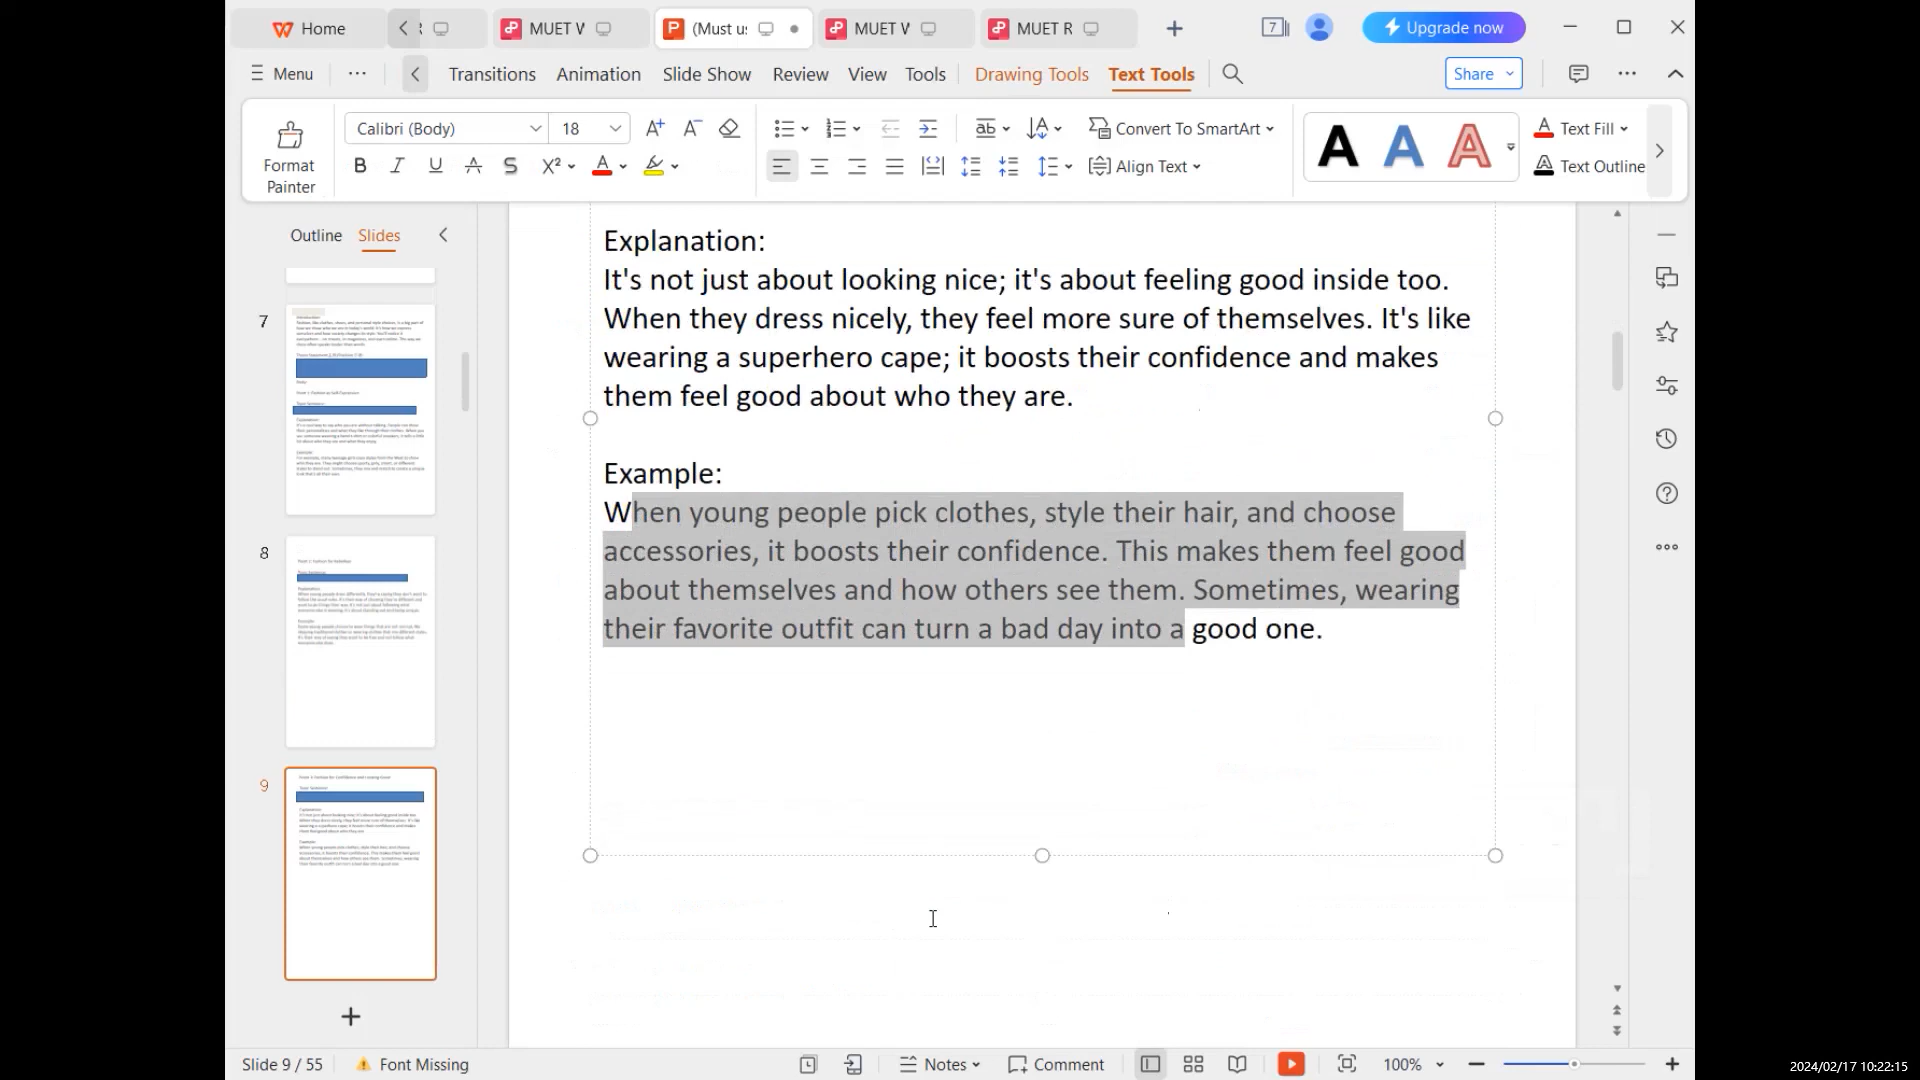 Home
MUET V
(Must u
MUET V
MUET R
7
Upgrade now
Menu
Transitions
Animation
Slide Show
Review
View
Tools
Drawing Tools
Text Tools
Share
Format
Painter
Calibri (Body)
18
Convert To SmartArt
Align Text
Text Fill
Text Outline
Outline
Slides
7
8
9
Explanation:
It's not just about looking nice; it's about feeling good inside too.
When they dress nicely, they feel more sure of themselves. It's like
wearing a superhero cape; it boosts their confidence and makes
them feel good about who they are.
Example:
When young people pick clothes, style their hair, and choose
accessories, it boosts their confidence. This makes them feel good
about themselves and how others see them. Sometimes, wearing
their favorite outfit can turn a bad day into a good one.
Slide 9 / 55
Font Missing
Notes
Comment
100%
2024/02/17 10:22:15